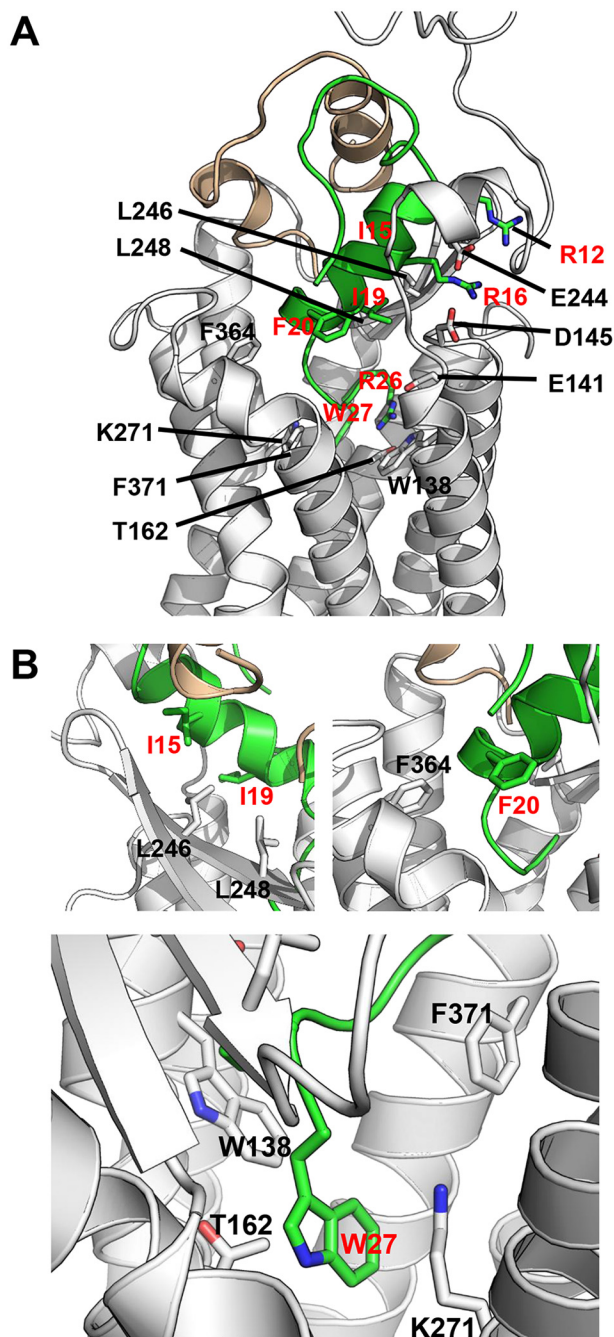 A
L246
I15
L248
R12
R16
E244
I19
F20
D145
F364
R26
E141
W27
K271
W138
F371
T162
B
I15
F364
I19
F20
L246
L248
F371
W138
T162
W27
K271